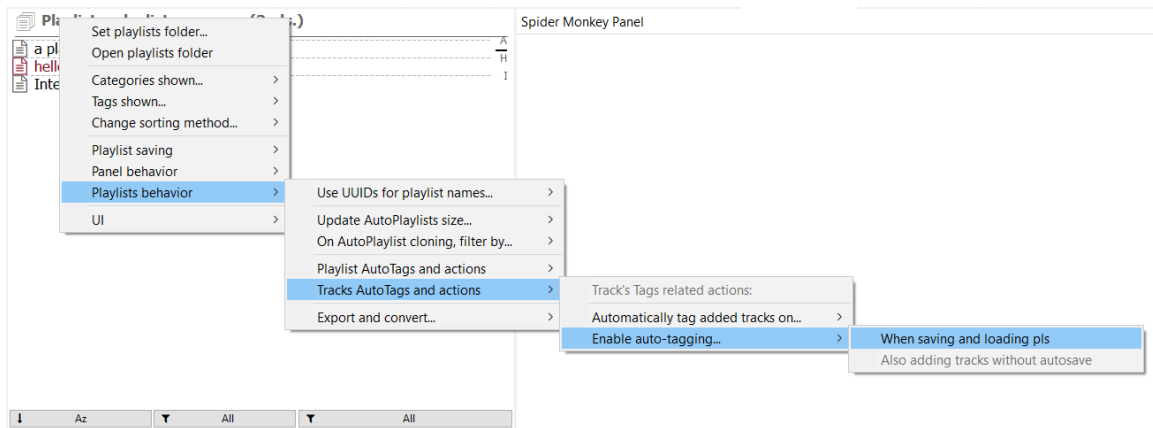 Spider Monkey Panel
a
hello
Inte
A
H
I
Set playlists folder...
Open playlists folder
Categories shown...
Tags shown...
Change sorting method...
Playlist saving
Panel behavior
Playlists behavior
UI
Use UUIDs for playlist names...
Update AutoPlaylists size...
On AutoPlaylist cloning, filter by...
Playlist AutoTags and actions
Tracks AutoTags and actions
Export and convert...
Track's Tags related actions:
Automatically tag added tracks on...
Enable auto-tagging...
When saving and loading pls
Also adding tracks without autosave
Az
All
All